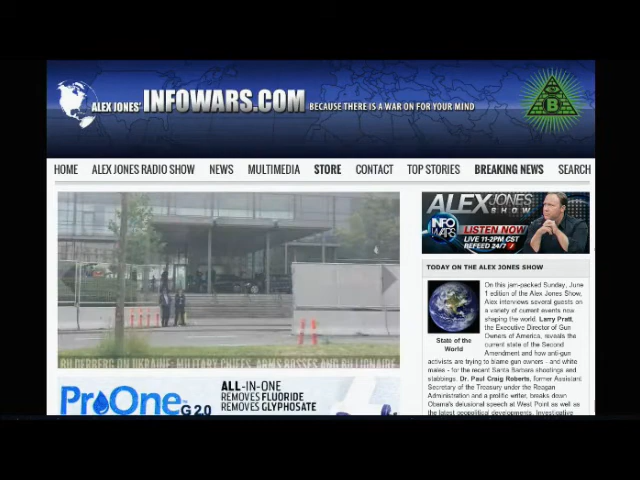 ALEX JONES' INFOWARS.COM BECAUSE THERE IS A WAR ON FOR YOUR MIND
B
HOME ALEX JONES RADIO SHOW NEWS MULTIMEDIA STORE CONTACT TOP STORIES BREAKING NEWS SEARCH
ALEX JONES
SHOW
INFO
WARS
LISTEN NOW
LIVE 11-2PM CST
REFEED 24/7
TODAY ON THE ALEX JONES SHOW
On this jam-packed Sunday, June
1 edition of the Alex Jones Show,
Alex interviews several guests on
a variety of current events now
shaping the world. Larry Pratt,
the Executive Director of Gun
Owners of America, reveals the
current state of the Second
Amendment and how anti-gun
State of the
World
activists are trying to blame gun owners - and white
males - for the recent Santa Barbara shootings and
stabbings. Dr. Paul Craig Roberts, former Assistant
Secretary of the Treasury under the Reagan
Administration and a prolific writer, breaks down
Obama's delusional speech at West Point as well as
the latest geopolitical developments. Investigative
BILDERBERG ON UKRAINE: MILITARY CHIEFS, ARMS BOSSES AND BILLIONAIRE
ProOne G2.0
ALL-IN-ONE
REMOVES FLUORIDE
REMOVES GLYPHOSATE